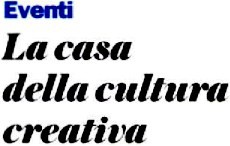 Eventi
La casa
della cultura
creativa